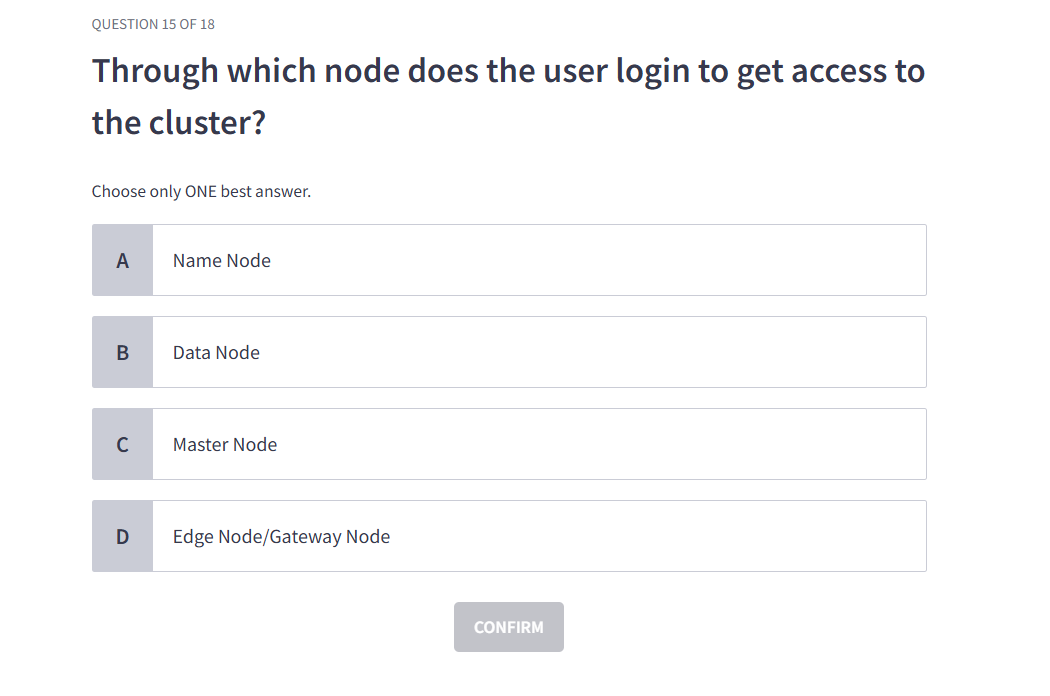 QUESTION 15 OF 18
Through which node does the user login to get access to
the cluster?
Choose only ONE best answer.
A Name Node
B Data Node
C Master Node
D Edge Node/Gateway Node
CONFIRM